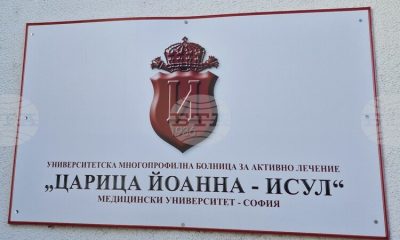 И
УНИВЕРСИТЕТСКА МНОГОПРОФИЛНА БОЛНИЦА ЗА АКТИВНО ЛЕЧЕНИЕ
„ЦАРИЦА ЙОАННА - ИСУЛ“
МЕДИЦИНСКИ УНИВЕРСИТЕТ - СОФИЯ